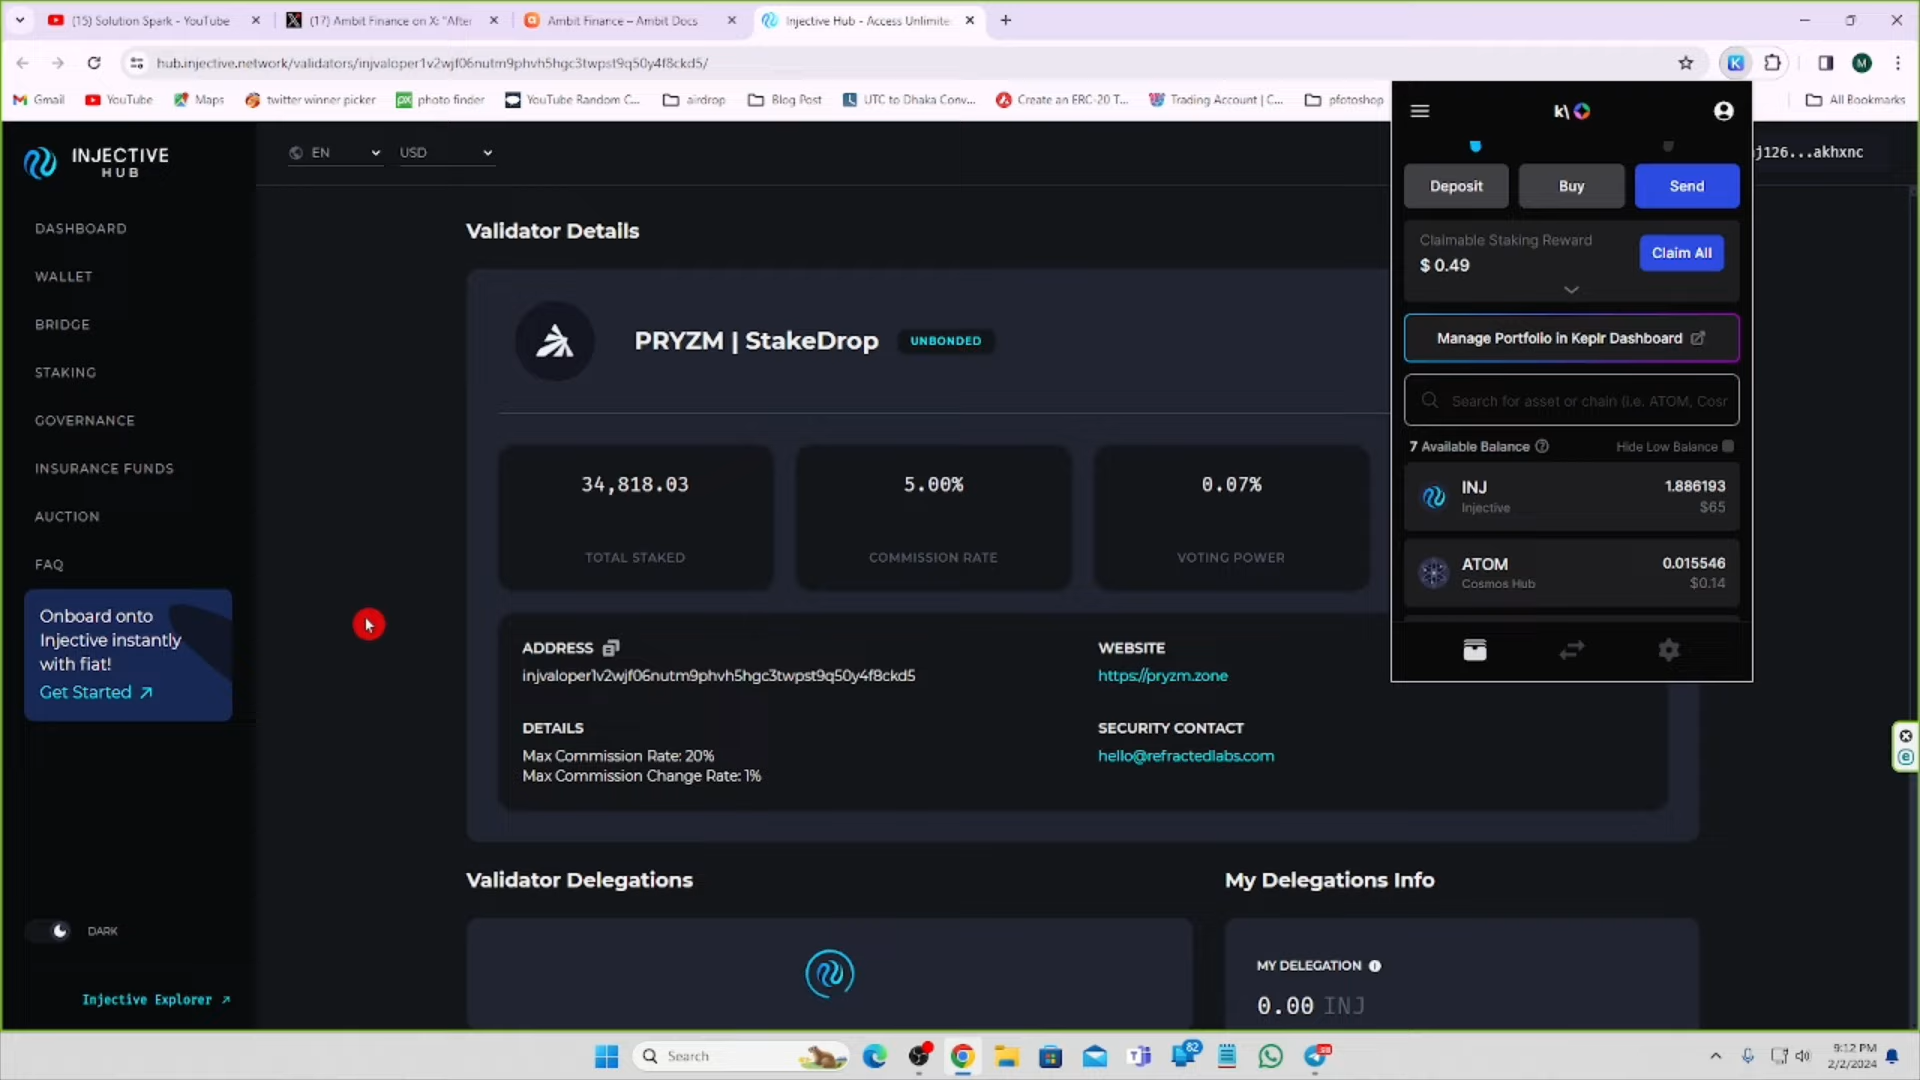 (15) Solution Spark - YouTube
(17) Ambit Finance on X: "After
Ambit Finance – Ambit Docs
Injective Hub - Access Unlimite
hub.injective.network/validators/injvaloper1v2wjf06nutm9phvh5hgc3twpst9q50y4f8ckd5/
K
M
Gmail
YouTube
Maps
twitter winner picker
photo finder
YouTube Random C...
airdrop
Blog Post
UTC to Dhaka Conv...
Create an ERC-20 T...
Trading Account | C...
pfotoshop
All Bookmarks
INJECTIVE
HUB
EN
USD
j126...akhxnc
DASHBOARD
WALLET
BRIDGE
STAKING
GOVERNANCE
INSURANCE FUNDS
AUCTION
FAQ
Onboard onto
Injective instantly
with fiat!
Get Started ↗
DARK
Injective Explorer ↗
Validator Details
PRYZM | StakeDrop
UNBONDED
34,818.03
TOTAL STAKED
5.00%
COMMISSION RATE
0.07%
VOTING POWER
ADDRESS
injvaloper1v2wjf06nutm9phvh5hgc3twpst9q50y4f8ckd5
WEBSITE
https://pryzm.zone
DETAILS
Max Commission Rate: 20%
Max Commission Change Rate: 1%
SECURITY CONTACT
hello@refractedlabs.com
Validator Delegations
My Delegations Info
MY DELEGATION
0.00 INJ
k\
Deposit
Buy
Send
Claimable Staking Reward
$ 0.49
Claim All
Manage Portfolio in Keplr Dashboard
Search for asset or chain (i.e. ATOM, Cosr
7 Available Balance
Hide Low Balance
INJ
Injective
1.886193
$65
ATOM
Cosmos Hub
0.015546
$0.14
Search
82
9:12 PM
2/2/2024